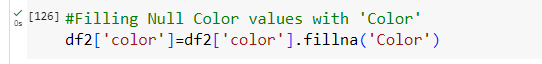 [126] #Filling Null Color values with 'Color'
0s df2['color']=df2['color'].fillna('Color')